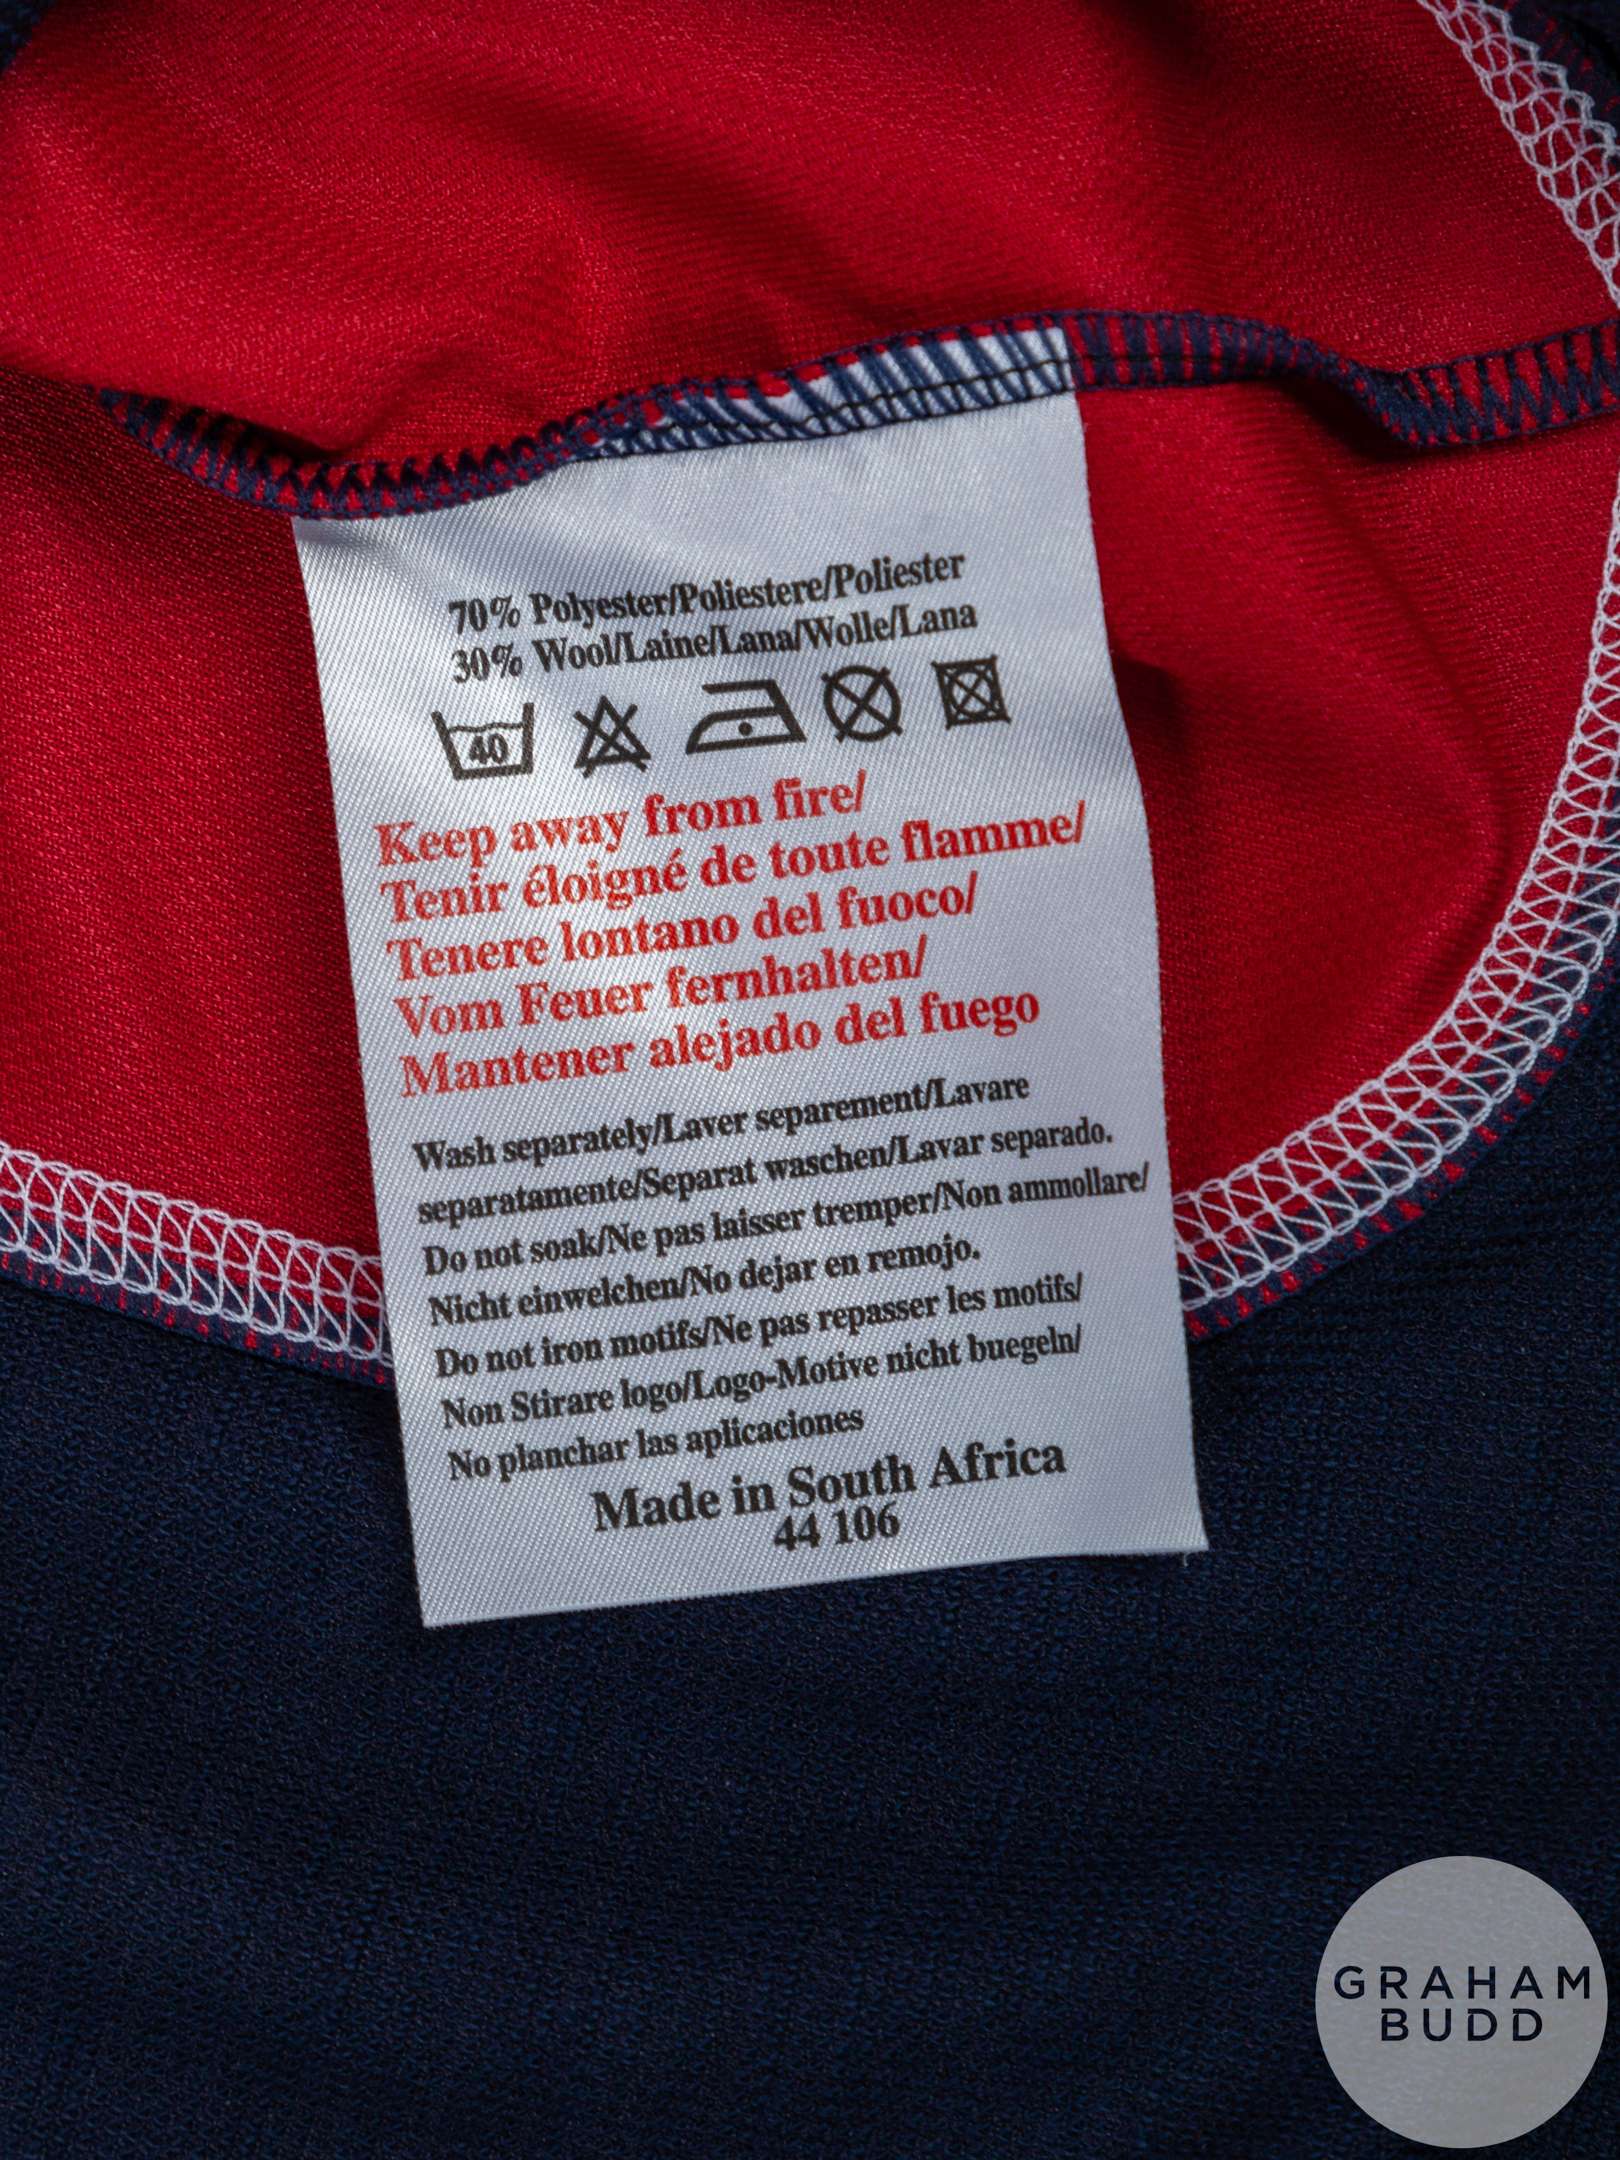 70% Polyester/Poliestere/Poliester
30% Wool/Laine/Lana/Wolle/Lana
40
Keep away from fire/
Tenir éloigné de toute flamme/
Tenere lontano del fuoco/
Vom Feuer fernhalten/
Mantener alejado del fuego
Wash separately/Laver separement/Lavare
separatamente/Separat waschen/Lavar separado.
Do not soak/Ne pas laisser tremper/Non ammollare/
Nicht einwelchen/No dejar en remojo.
Do not iron motifs/Ne pas repasser les motifs/
Non Stirare logo/Logo-Motive nicht buegeln/
No planchar las aplicaciones
Made in South Africa
44 106
GRAHAM
BUDD